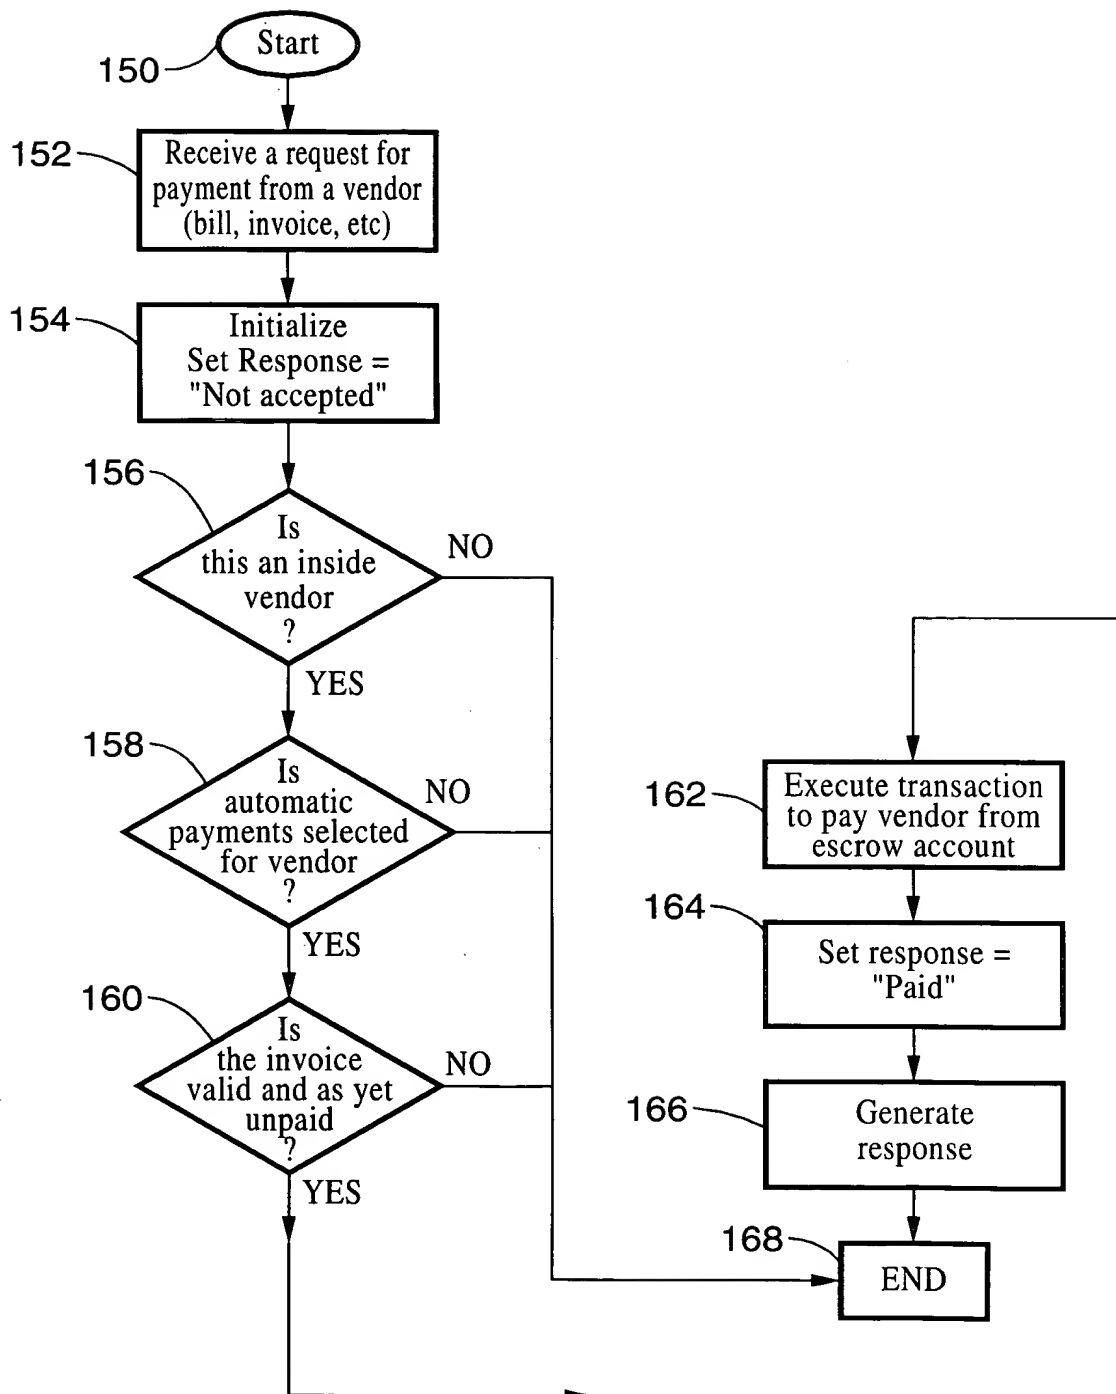 Start
150
152
Receive a request for
payment from a vendor
(bill, invoice, etc)
154
Initialize
Set Response =
"Not accepted"
156
Is
this an inside
vendor
?
NO
YES
158
Is
automatic
payments selected
for vendor
?
NO
YES
160
Is
the invoice
valid and as yet
unpaid
?
NO
YES
162
Execute transaction
to pay vendor from
escrow account
164
Set response =
"Paid"
166
Generate
response
168
END